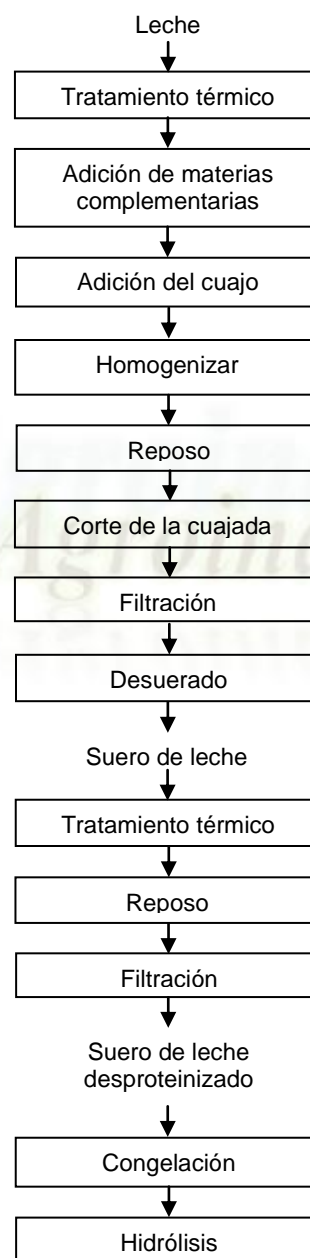 Leche
Tratamiento térmico
Adición de materias
complementarias
Adición del cuajo
Homogenizar
Reposo
Corte de la cuajada
Filtración
Desuerado
Suero de leche
Tratamiento térmico
Reposo
Filtración
Suero de leche
desproteinizado
Congelación
Hidrólisis